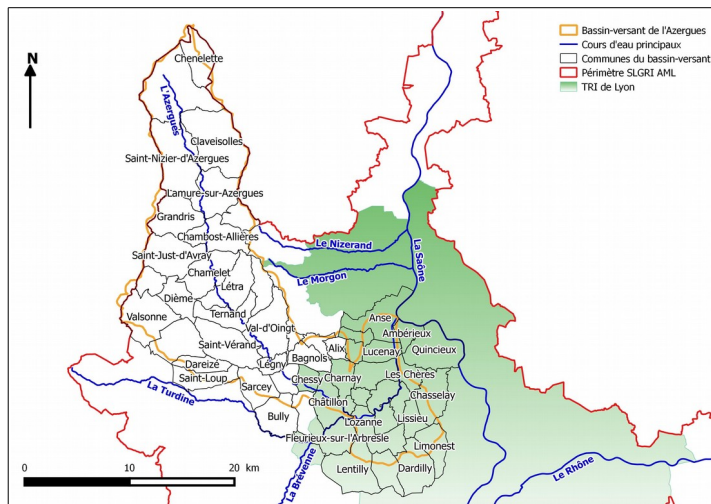 Bassin-versant de l'Azergues
Cours d'eau principaux
Communes du bassin-versant
Périmètre SLGRI AML
TRI de Lyon
N
Chenelette
L'Azergues
Claveisolles
Saint-Nizier-d'Azergues
Lamure-sur-Azergues
Grandris
Chambost-Allières
Le Nizerand
La Saône
Saint-Just-d'Avray
Chamelet
Le Morgon
Létra
Dième
Ternand
Valsonne
Val-d'Oingt
Anse
Ambérieux
Saint-Vérand
Alix
Lucenay
Quincieux
Bagnols
Légny
Dareizé
Saint-Loup
Chessy
Charnay
Les Chères
Sarcey
Chasselay
La Turdine
Châtillon
Bully
Lozanne
Lissieu
Fleurieux-sur-l'Arbresle
Limonest
Lentilly
Dardilly
Le Rhône
La Brévenne
0 10 20 km